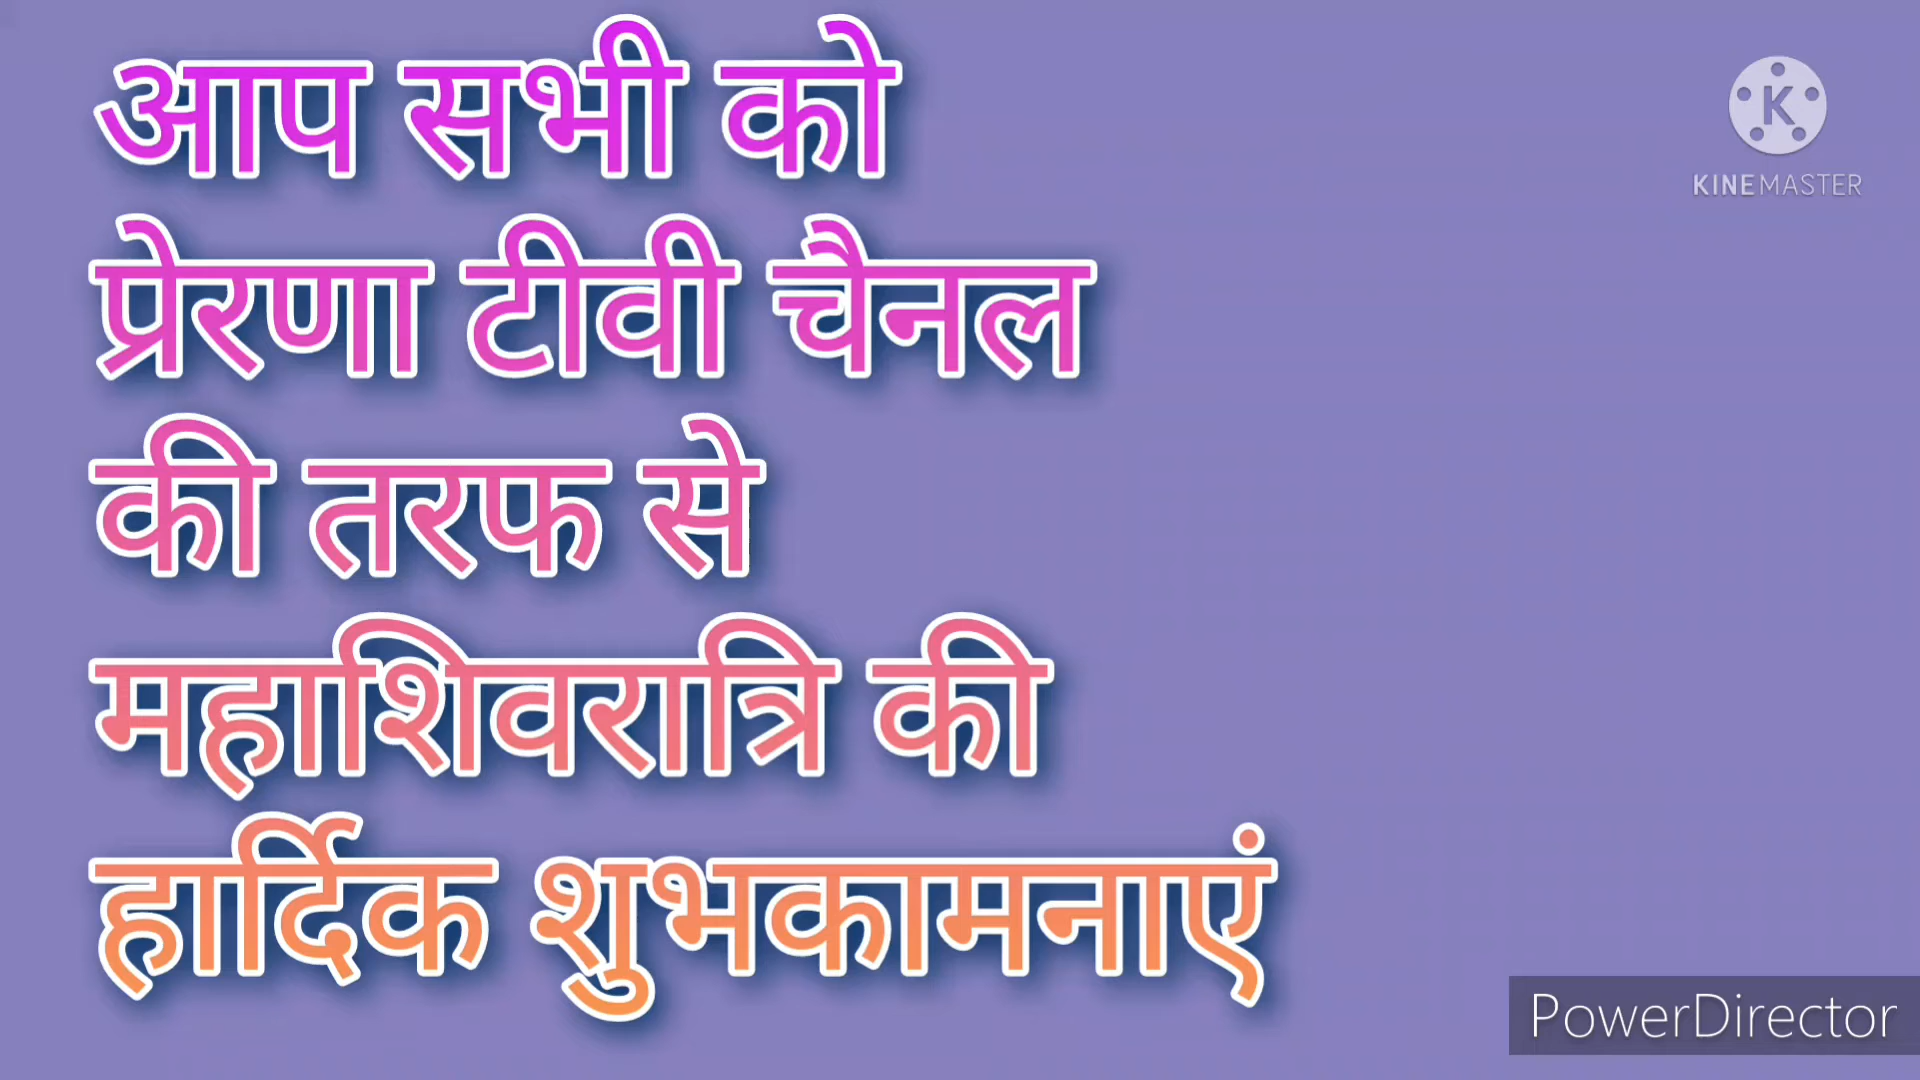 आप सभी को
प्रेरणा टीवी चैनल
की तरफ से
महाशिवरात्रि की
हार्दिक शुभकामनाएं
K
KINEMASTER
PowerDirector